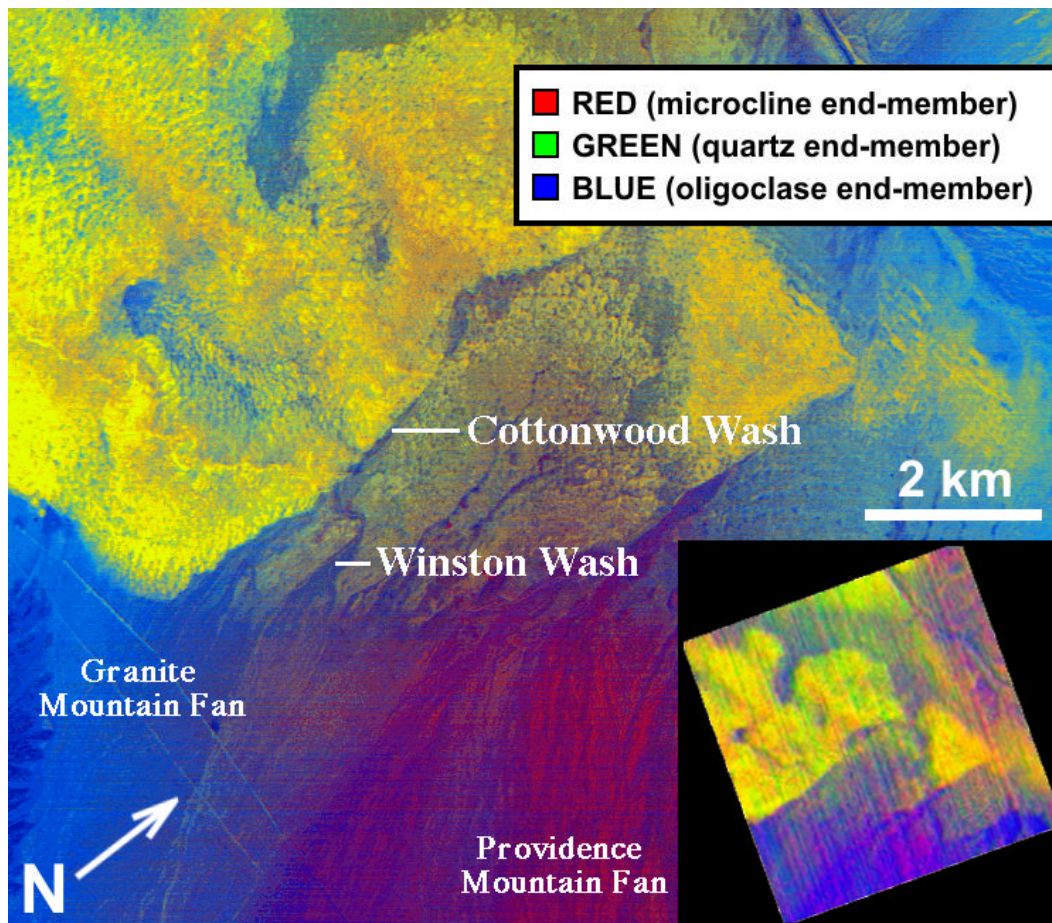 RED (microcline end-member)
GREEN (quartz end-member)
BLUE (oligoclase end-member)
Cottonwood Wash
2 km
Winston Wash
Granite
Mountain Fan
Providence
Mountain Fan
N